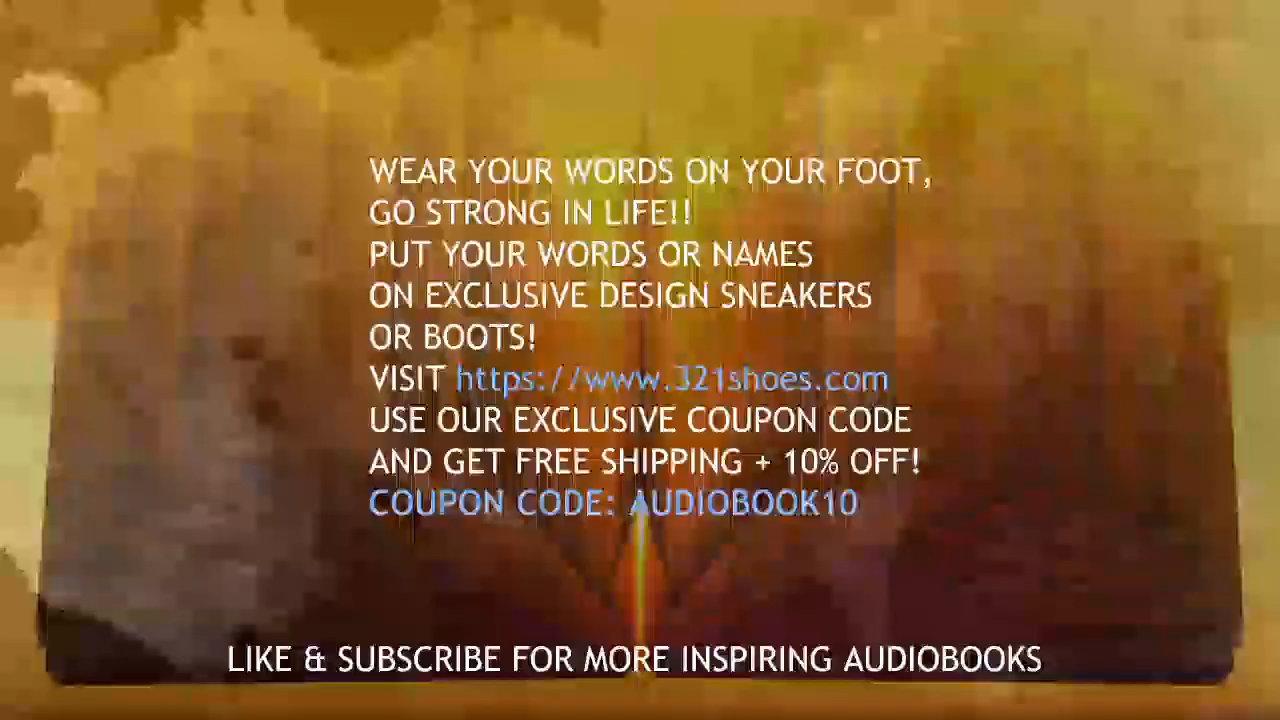 WEAR YOUR WORDS ON YOUR FOOT,
GO STRONG IN LIFE!!
PUT YOUR WORDS OR NAMES
ON EXCLUSIVE DESIGN SNEAKERS
OR BOOTS!
VISIT https://www.321shoes.com
USE OUR EXCLUSIVE COUPON CODE
AND GET FREE SHIPPING + 10% OFF!
COUPON CODE: AUDIOBOOK10
LIKE & SUBSCRIBE FOR MORE INSPIRING AUDIOBOOKS